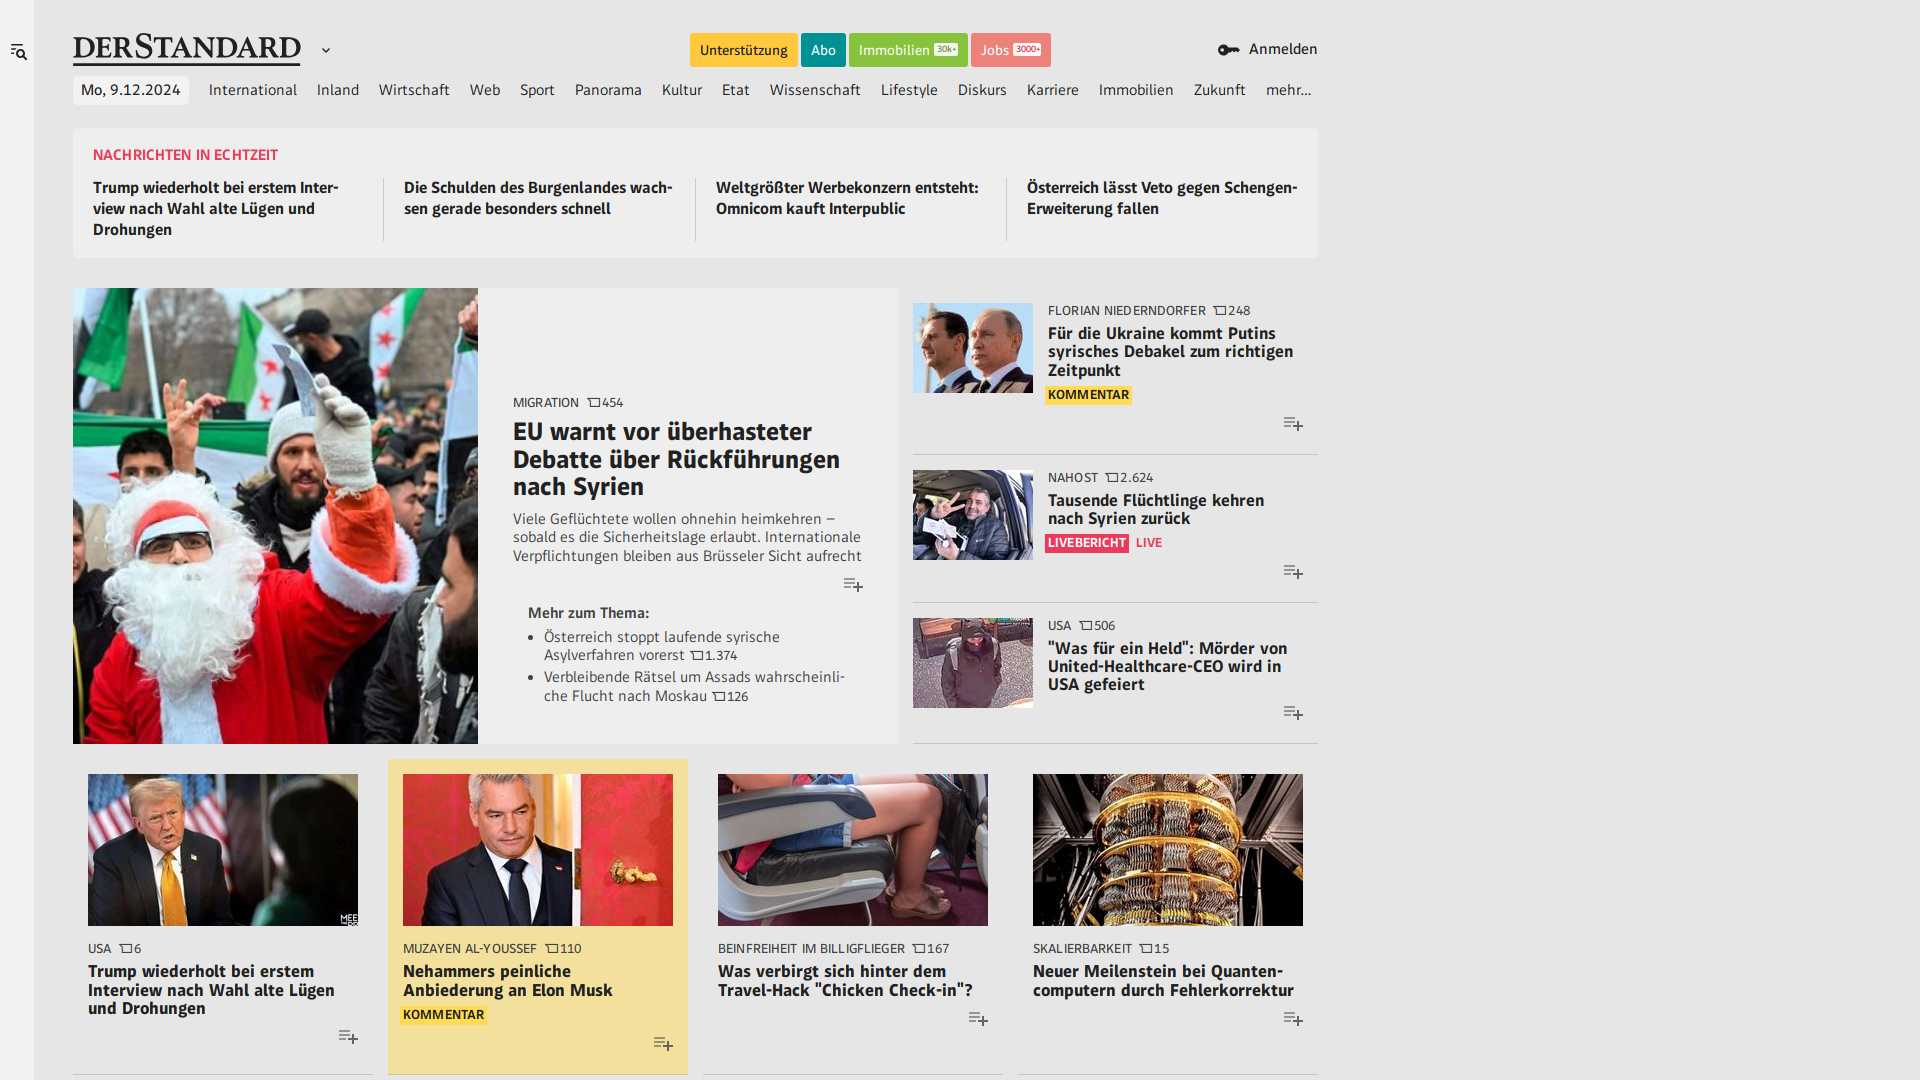 DERSTANDARD
Unterstützung Abo Immobilien 30k+ Jobs 3000+
Anmelden
Mo, 9.12.2024 International Inland Wirtschaft Web Sport Panorama Kultur Etat Wissenschaft Lifestyle Diskurs Karriere Immobilien Zukunft mehr...
NACHRICHTEN IN ECHTZEIT
Trump wiederholt bei erstem Inter-
view nach Wahl alte Lügen und
Drohungen
Die Schulden des Burgenlandes wach-
sen gerade besonders schnell
Weltgrößter Werbekonzern entsteht:
Omnicom kauft Interpublic
Österreich lässt Veto gegen Schengen-
Erweiterung fallen
MIGRATION 454
EU warnt vor überhasteter
Debatte über Rückführungen
nach Syrien
Viele Geflüchtete wollen ohnehin heimkehren –
sobald es die Sicherheitslage erlaubt. Internationale
Verpflichtungen bleiben aus Brüsseler Sicht aufrecht
Mehr zum Thema:
Österreich stoppt laufende syrische
Asylverfahren vorerst 1.374
Verbleibende Rätsel um Assads wahrscheinli-
che Flucht nach Moskau 126
FLORIAN NIEDERNDORFER 248
Für die Ukraine kommt Putins
syrisches Debakel zum richtigen
Zeitpunkt
KOMMENTAR
NAHOST 2.624
Tausende Flüchtlinge kehren
nach Syrien zurück
LIVEBERICHT LIVE
USA 506
"Was für ein Held": Mörder von
United-Healthcare-CEO wird in
USA gefeiert
MEE
USA 6
Trump wiederholt bei erstem
Interview nach Wahl alte Lügen
und Drohungen
MUZAYEN AL-YOUSSEF 110
Nehammers peinliche
Anbiederung an Elon Musk
KOMMENTAR
BEINFREIHEIT IM BILLIGFLIEGER 167
Was verbirgt sich hinter dem
Travel-Hack "Chicken Check-in"?
SKALIERBARKEIT 15
Neuer Meilenstein bei Quanten-
computern durch Fehlerkorrektur